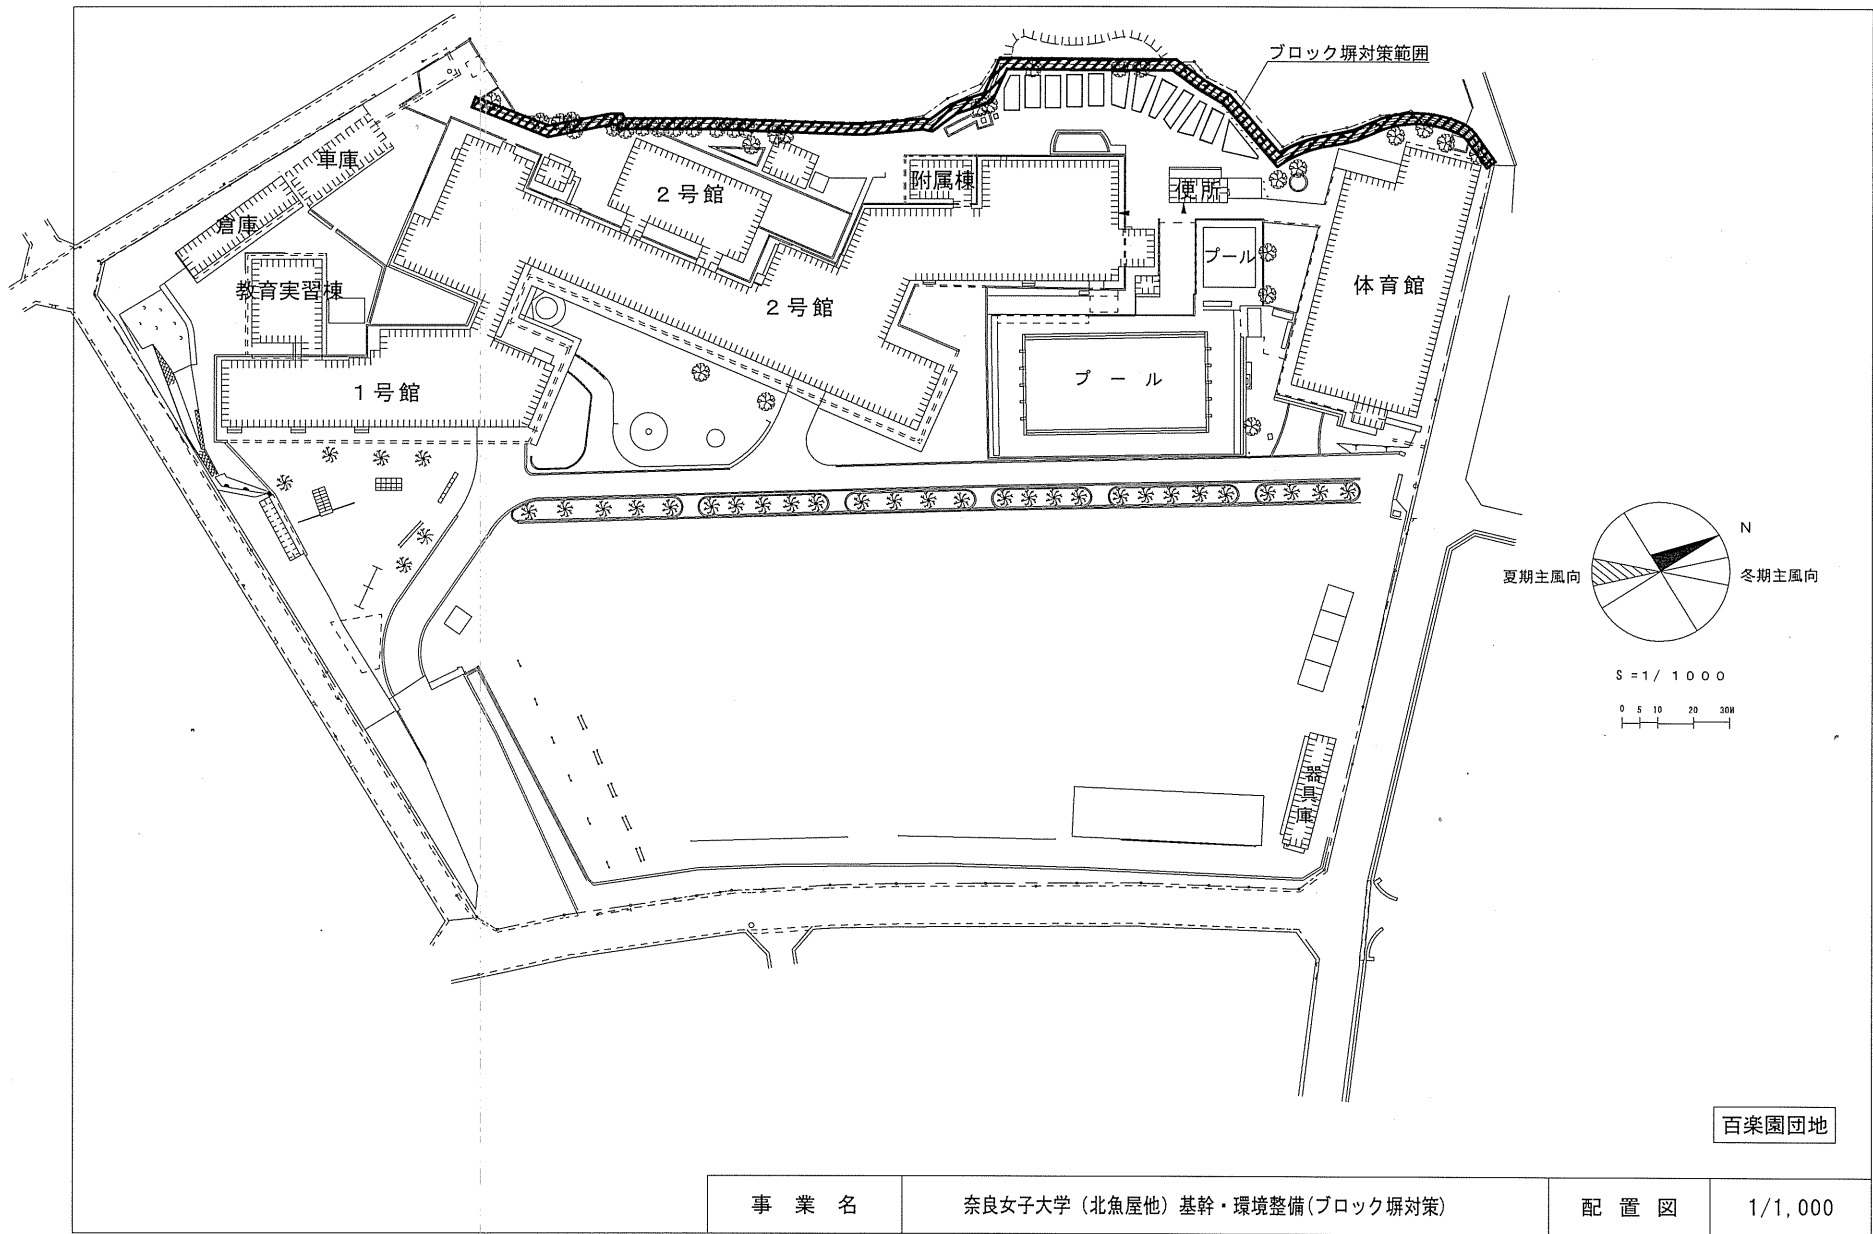 ブロック塀対策範囲
車庫
倉庫
教育実習棟
2号館
附属棟
便所
プール
体育館
2号館
1号館
プール
N
夏期主風向
冬期主風向
S=1/1000
0 5 10 20 30M
器具庫
百楽園団地
事業名
奈良女子大学（北魚屋他）基幹・環境整備(ブロック塀対策)
配置図
1/1,000